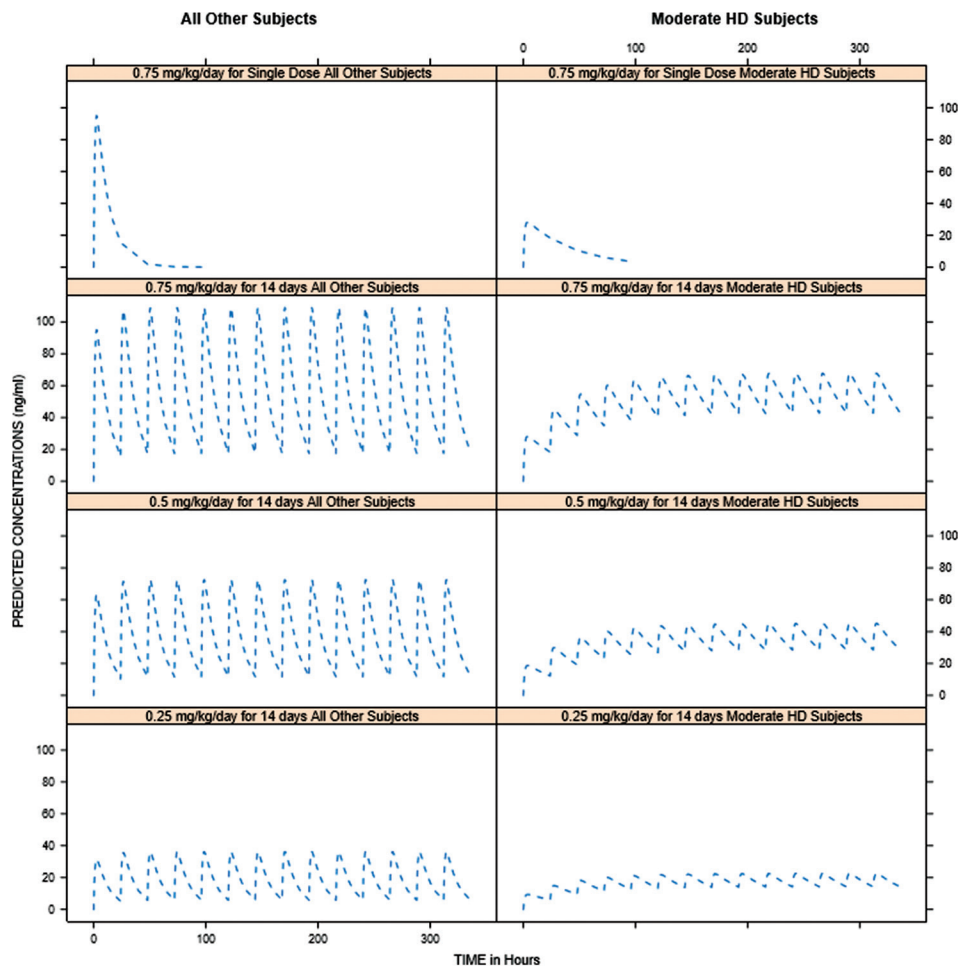 All Other Subjects
Moderate HD Subjects
0 100 200 300
0.75 mg/kg/day for Single Dose All Other Subjects
0.75 mg/kg/day for Single Dose Moderate HD Subjects
100
80
60
40
20
0
0.75 mg/kg/day for 14 days All Other Subjects
0.75 mg/kg/day for 14 days Moderate HD Subjects
100
80
60
40
20
0
0.5 mg/kg/day for 14 days All Other Subjects
0.5 mg/kg/day for 14 days Moderate HD Subjects
100
80
60
40
20
0
0.25 mg/kg/day for 14 days All Other Subjects
0.25 mg/kg/day for 14 days Moderate HD Subjects
100
80
60
40
20
0
0 100 200 300
PREDICTED CONCENTRATIONS (ng/ml)
TIME in Hours